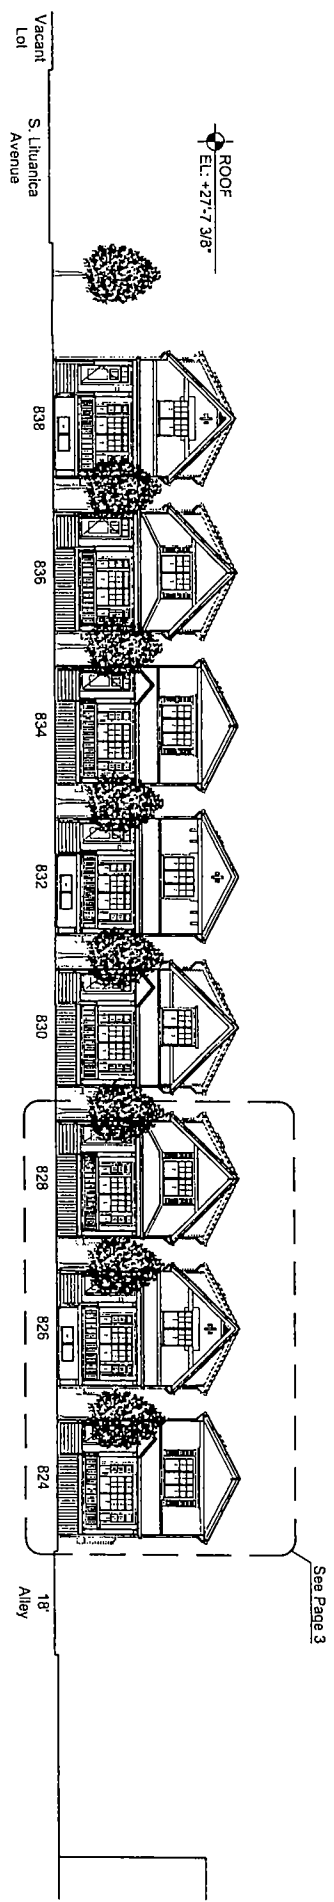 ROOF
EL: +27'-7 3/8"
Vacant
Lot
S. Lituanica
Avenue
838
836
834
832
830
828
826
824
18'
Alley
See Page 3